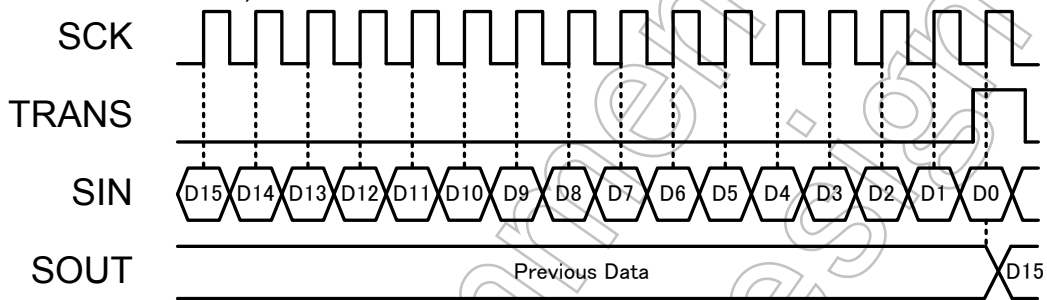 SCK
TRANS
SIN
D15 D14 D13 D12 D11 D10 D9 D8 D7 D6 D5 D4 D3 D2 D1 D0
SOUT
Previous Data
D15